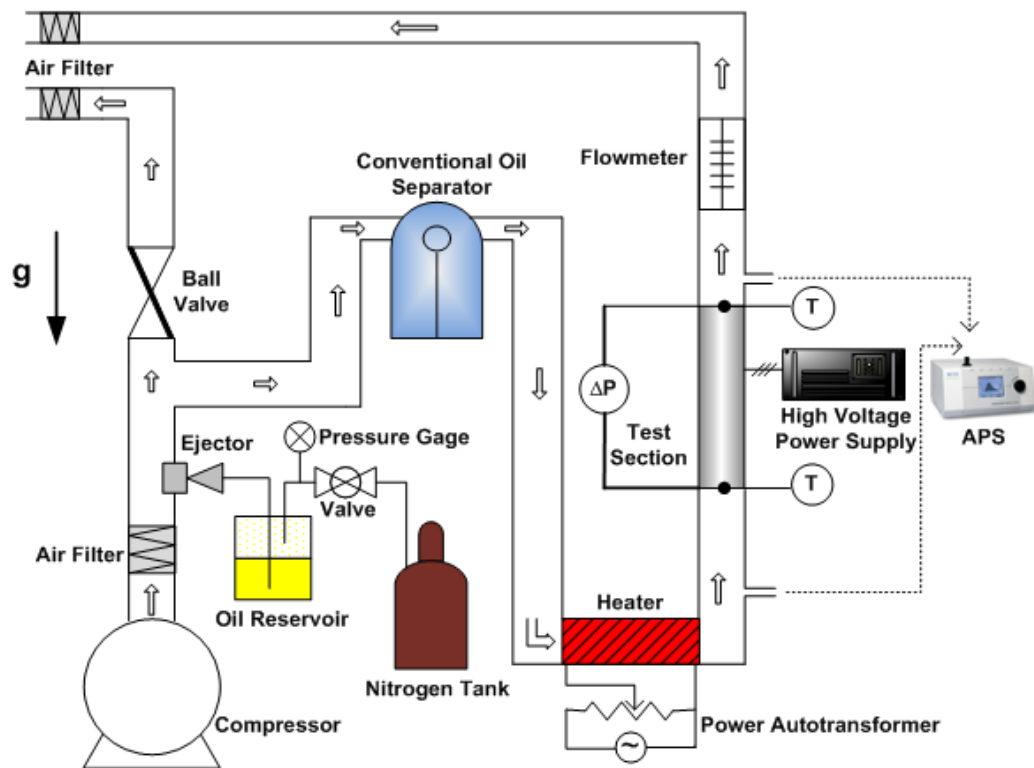 Air Filter
Conventional Oil
Separator
Flowmeter
g
Ball
Valve
T
ΔP
Test
Section
High Voltage
Power Supply
APS
Ejector
Pressure Gage
Valve
T
Air Filter
Oil Reservoir
Heater
Nitrogen Tank
Compressor
Power Autotransformer
~